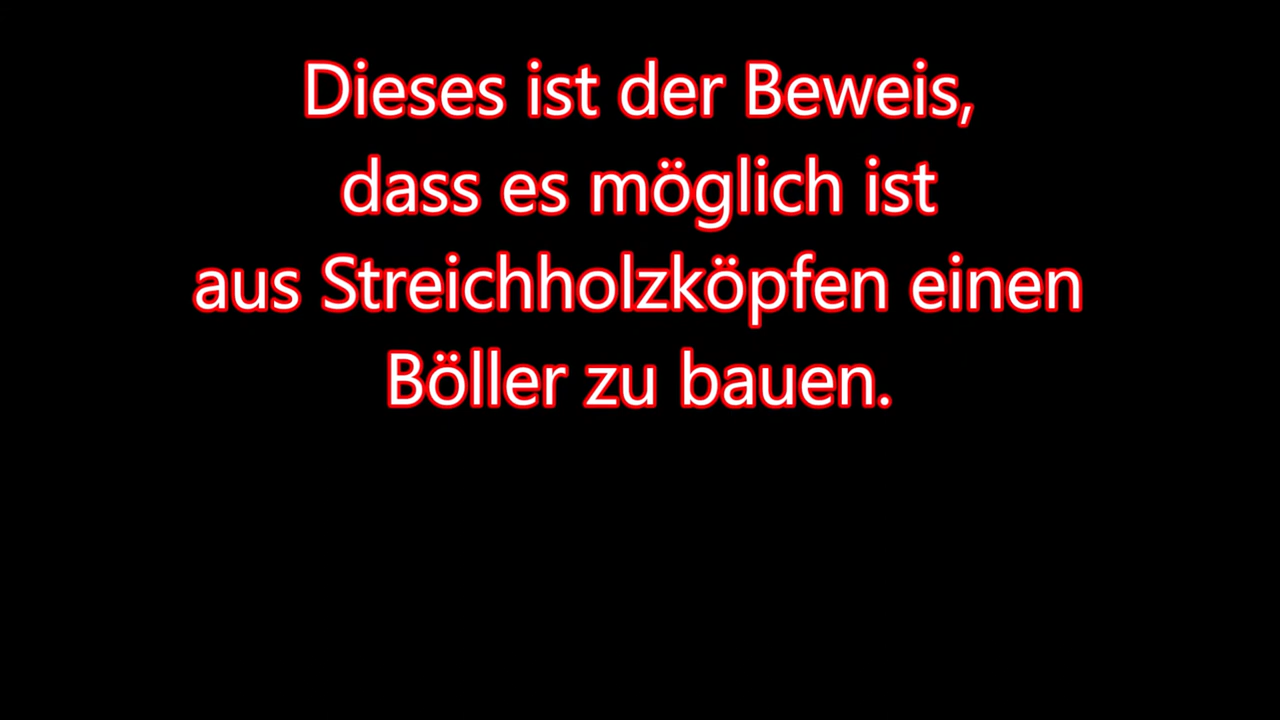 Dieses ist der Beweis,
dass es möglich ist
aus Streichholzköpfen einen
Böller zu bauen.